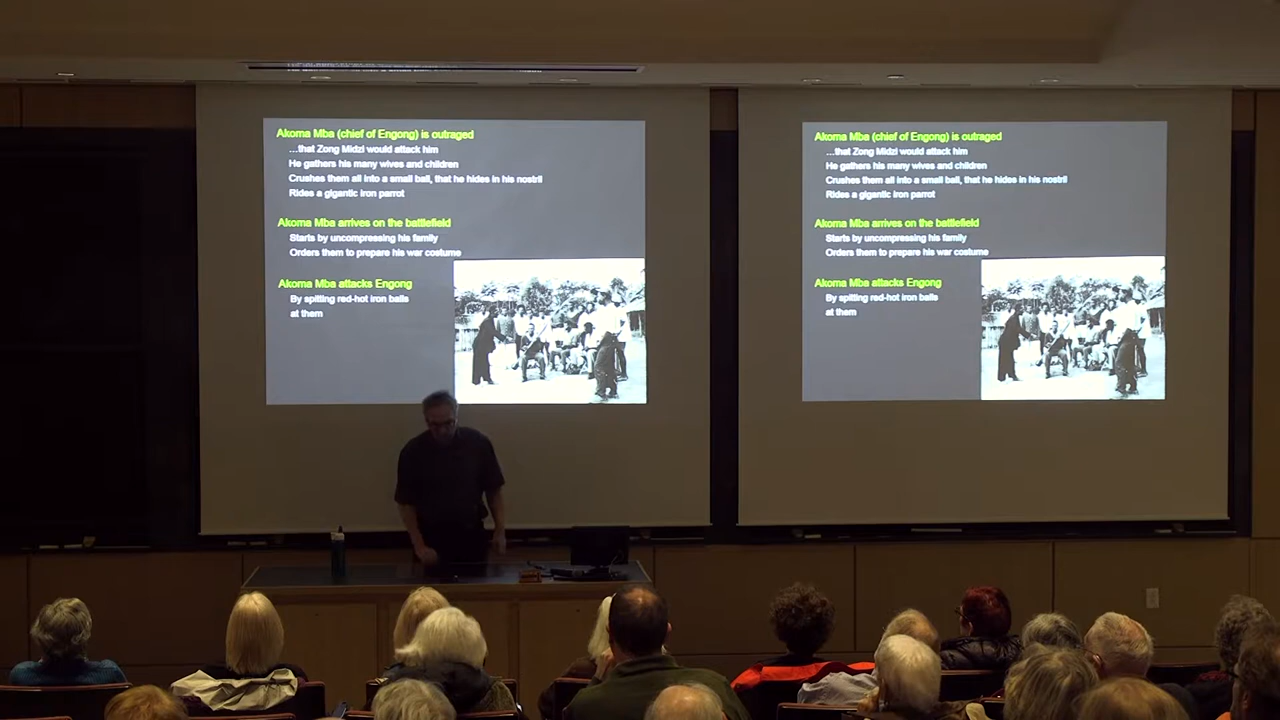 Akoma Mba (chief of Engong) is outraged
...that Zong Midzi would attack him
He gathers his many wives and children
Crushes them all into a small ball, that he hides in his nostril
Rides a gigantic iron parrot
Akoma Mba arrives on the battlefield
Starts by uncompressing his family
Orders them to prepare his war costume
Akoma Mba attacks Engong
By spitting red-hot iron balls
at them
Akoma Mba (chief of Engong) is outraged
...that Zong Midzi would attack him
He gathers his many wives and children
Crushes them all into a small ball, that he hides in his nostril
Rides a gigantic iron parrot
Akoma Mba arrives on the battlefield
Starts by uncompressing his family
Orders them to prepare his war costume
Akoma Mba attacks Engong
By spitting red-hot iron balls
at them